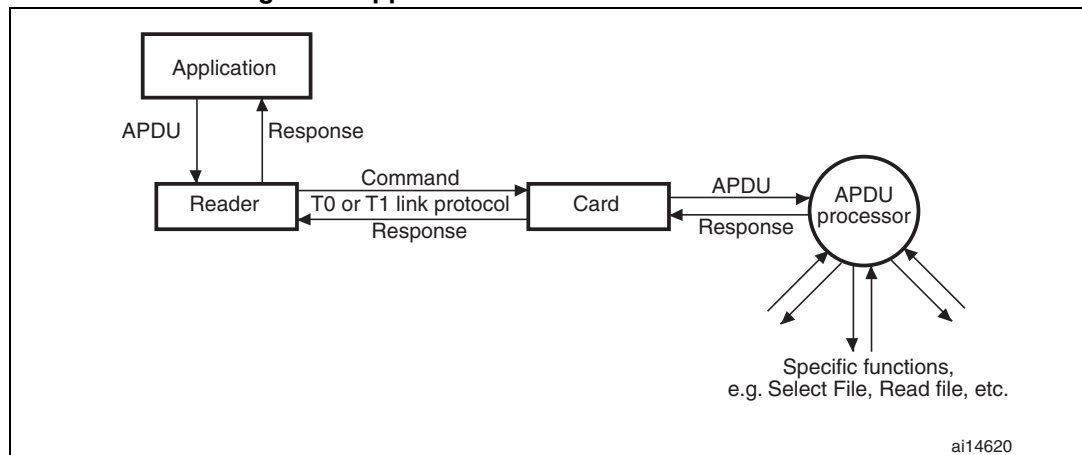 Application
APDU
Response
Reader
Command
T0 or T1 link protocol
Response
Card
APDU
Response
APDU
processor
Specific functions,
e.g. Select File, Read file, etc.
ai14620